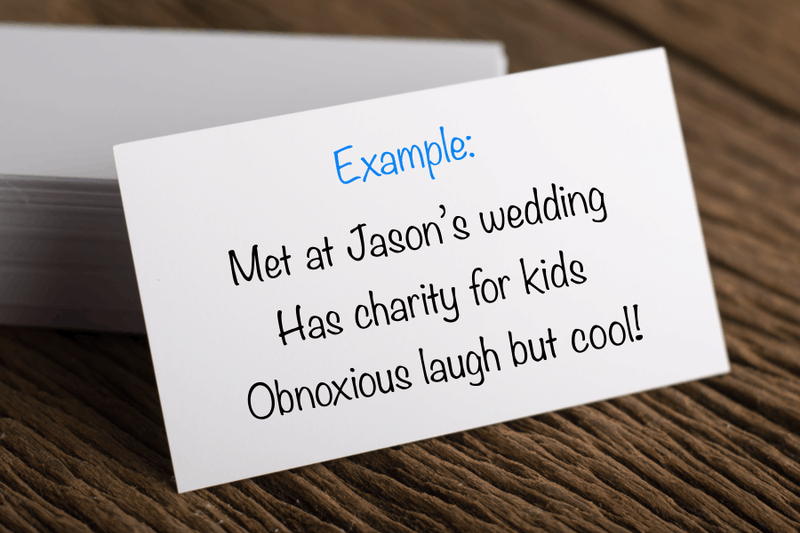 Example:
Met at Jason's wedding
Has charity for kids
Obnoxious laugh but cool!